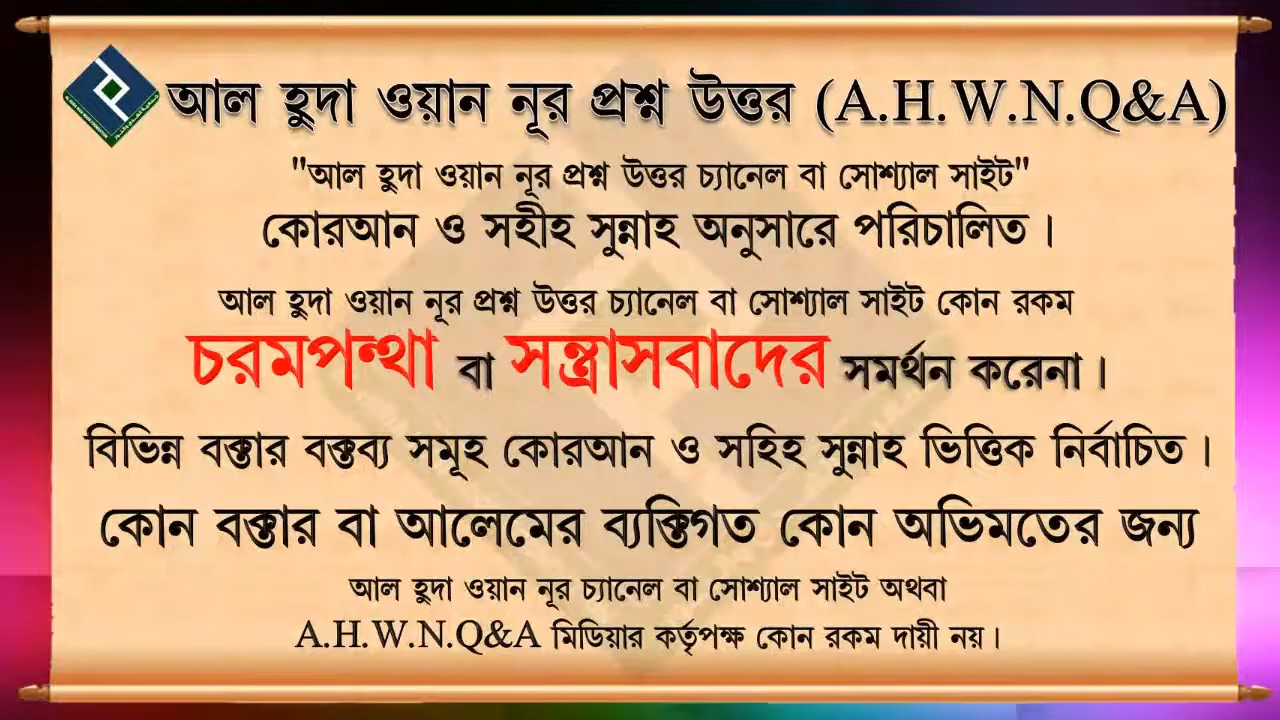 আল হুদা ওয়ান নূর প্রশ্ন উত্তর (A.H.W.N.Q&A)
"আল হুদা ওয়ান নূর প্রশ্ন উত্তর চ্যানেল বা সোশ্যাল সাইট"
কোরআন ও সহীহ সুন্নাহ অনুসারে পরিচালিত।
আল হুদা ওয়ান নূর প্রশ্ন উত্তর চ্যানেল বা সোশ্যাল সাইট কোন রকম
চরমপন্থা বা সন্ত্রাসবাদের সমর্থন করেনা।
বিভিন্ন বক্তার বক্তব্য সমূহ কোরআন ও সহিহ সুন্নাহ ভিত্তিক নির্বাচিত।
কোন বক্তার বা আলেমের ব্যক্তিগত কোন অভিমতের জন্য
আল হুদা ওয়ান নূর চ্যানেল বা সোশ্যাল সাইট অথবা
A.H.W.N.Q&A মিডিয়ার কর্তৃপক্ষ কোন রকম দায়ী নয়।